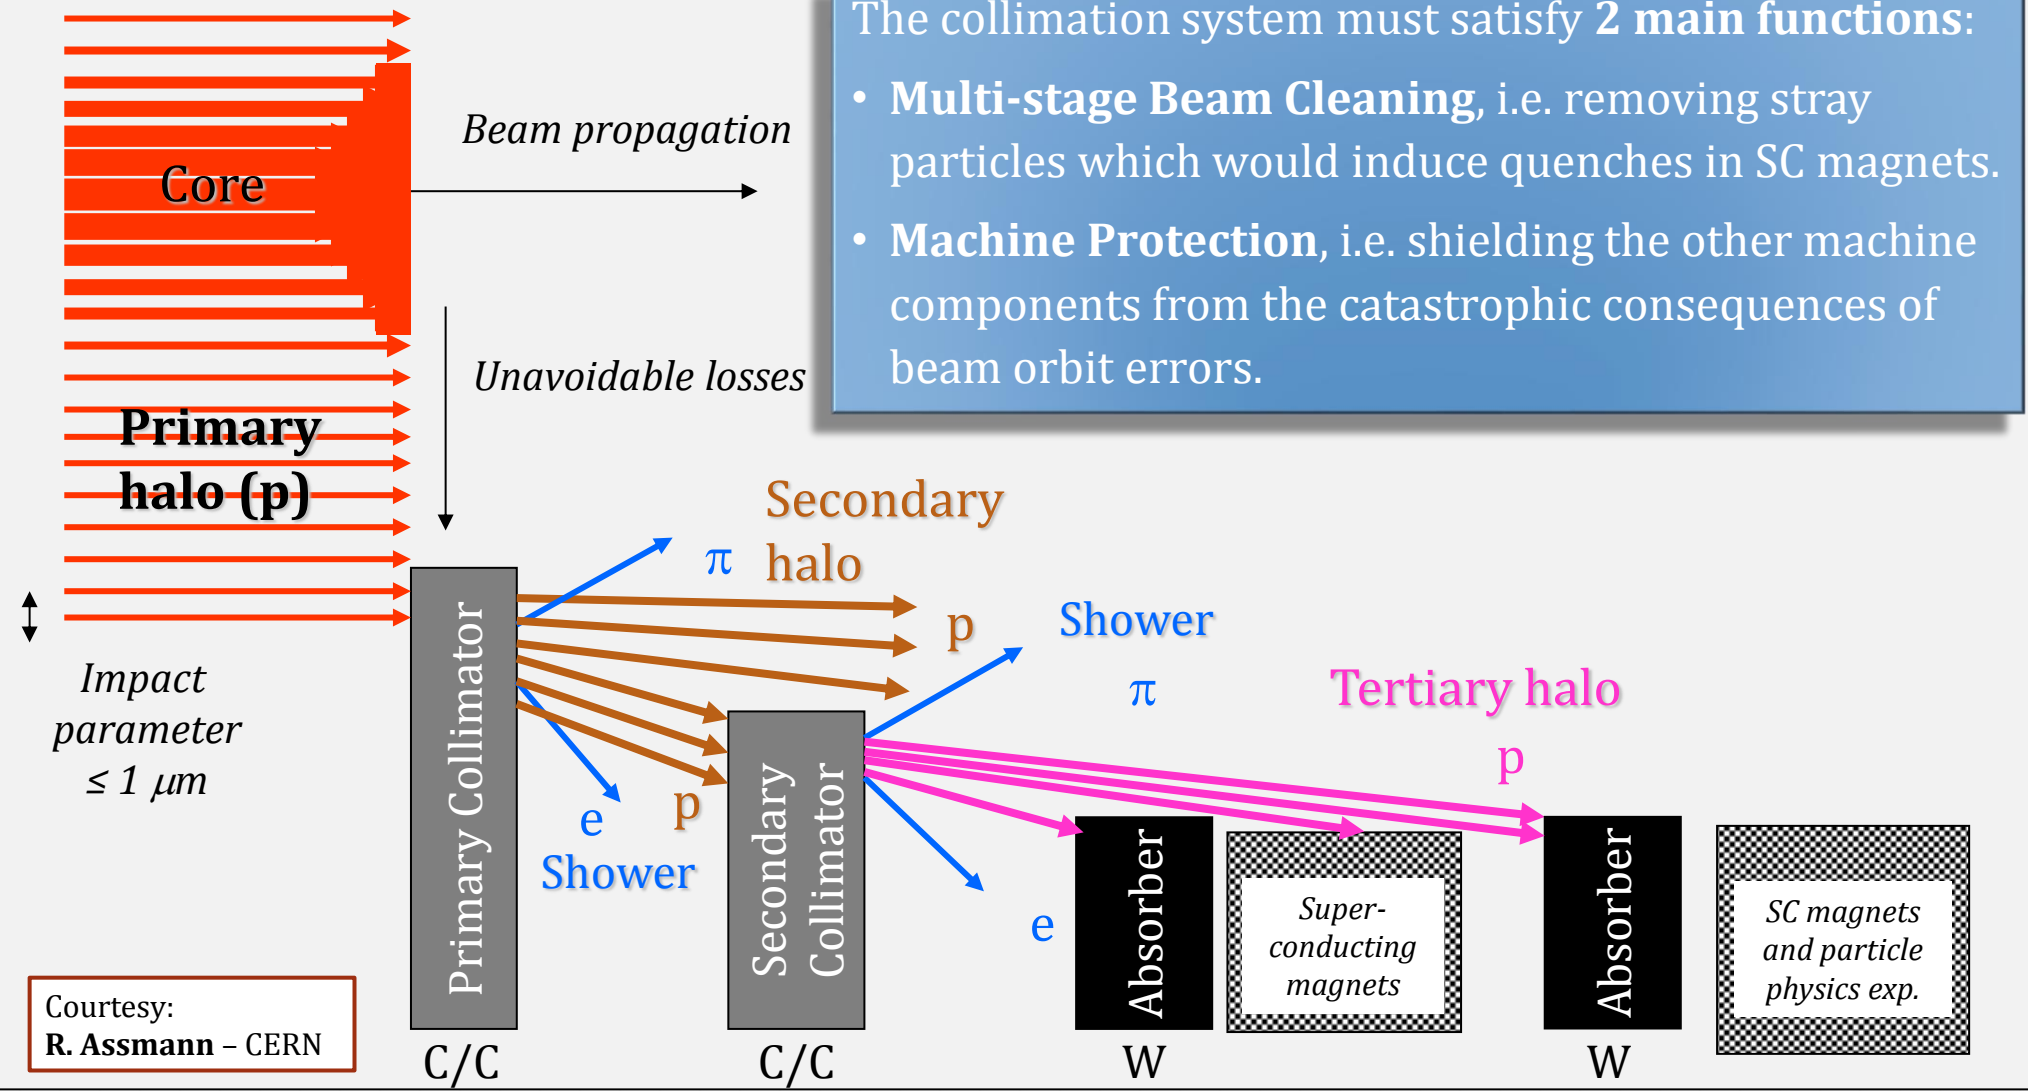 The collimation system must satisfy 2 main functions:
• Multi-stage Beam Cleaning, i.e. removing stray
particles which would induce quenches in SC magnets.
• Machine Protection, i.e. shielding the other machine
components from the catastrophic consequences of
beam orbit errors.
Beam propagation
Core
Unavoidable losses
Primary
halo (p)
Secondary
halo
π
p
Shower
π
Impact
parameter
≤ 1 μm
Tertiary halo
p
e
p
Shower
e
Primary Collimator
Secondary
Collimator
Absorber
Super-
conducting
magnets
Absorber
SC magnets
and particle
physics exp.
Courtesy:
R. Assmann – CERN
C/C
C/C
W
W